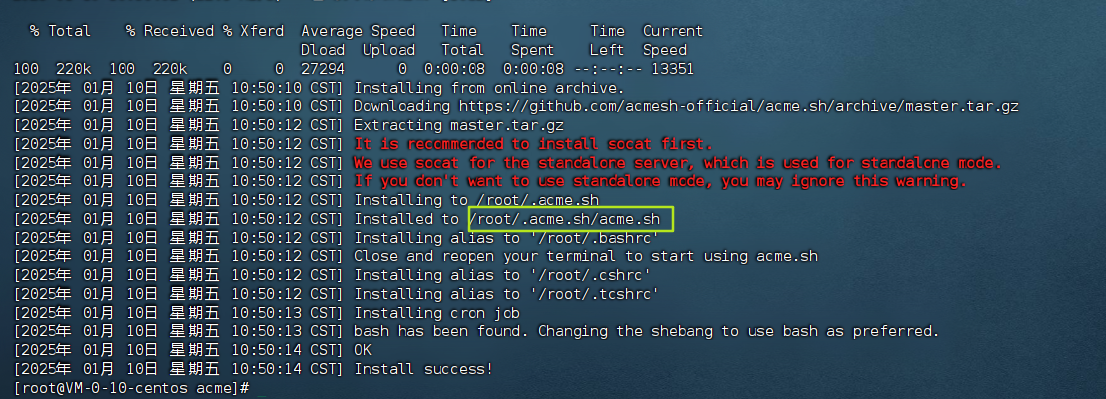 % Total % Received % Xferd Average Speed Time Time Time Current
Dload Upload Total Spent Left Speed
100 220k 100 220k 0 0 27294 0 0:00:08 0:00:08 --:--:-- 13351
[2025年 01月 10日 星期五 10:50:10 CST] Installing from online archive.
[2025年 01月 10日 星期五 10:50:10 CST] Downloading https://github.com/acmesh-official/acme.sh/archive/master.tar.gz
[2025年 01月 10日 星期五 10:50:12 CST] Extracting master.tar.gz
[2025年 01月 10日 星期五 10:50:12 CST] It is recommended to install socat first.
[2025年 01月 10日 星期五 10:50:12 CST] We use socat for the standalone server, which is used for standalone mode.
[2025年 01月 10日 星期五 10:50:12 CST] If you don't want to use standalone mode, you may ignore this warning.
[2025年 01月 10日 星期五 10:50:12 CST] Installing to /root/.acme.sh
[2025年 01月 10日 星期五 10:50:12 CST] Installed to /root/.acme.sh/acme.sh
[2025年 01月 10日 星期五 10:50:12 CST] Installing alias to '/root/.bashrc'
[2025年 01月 10日 星期五 10:50:12 CST] Close and reopen your terminal to start using acme.sh
[2025年 01月 10日 星期五 10:50:12 CST] Installing alias to '/root/.cshrc'
[2025年 01月 10日 星期五 10:50:12 CST] Installing alias to '/root/.tcshrc'
[2025年 01月 10日 星期五 10:50:13 CST] Installing cron job
[2025年 01月 10日 星期五 10:50:13 CST] bash has been found. Changing the shebang to use bash as preferred.
[2025年 01月 10日 星期五 10:50:14 CST] OK
[2025年 01月 10日 星期五 10:50:14 CST] Install success!
[root@VM-0-10-centos acme]#